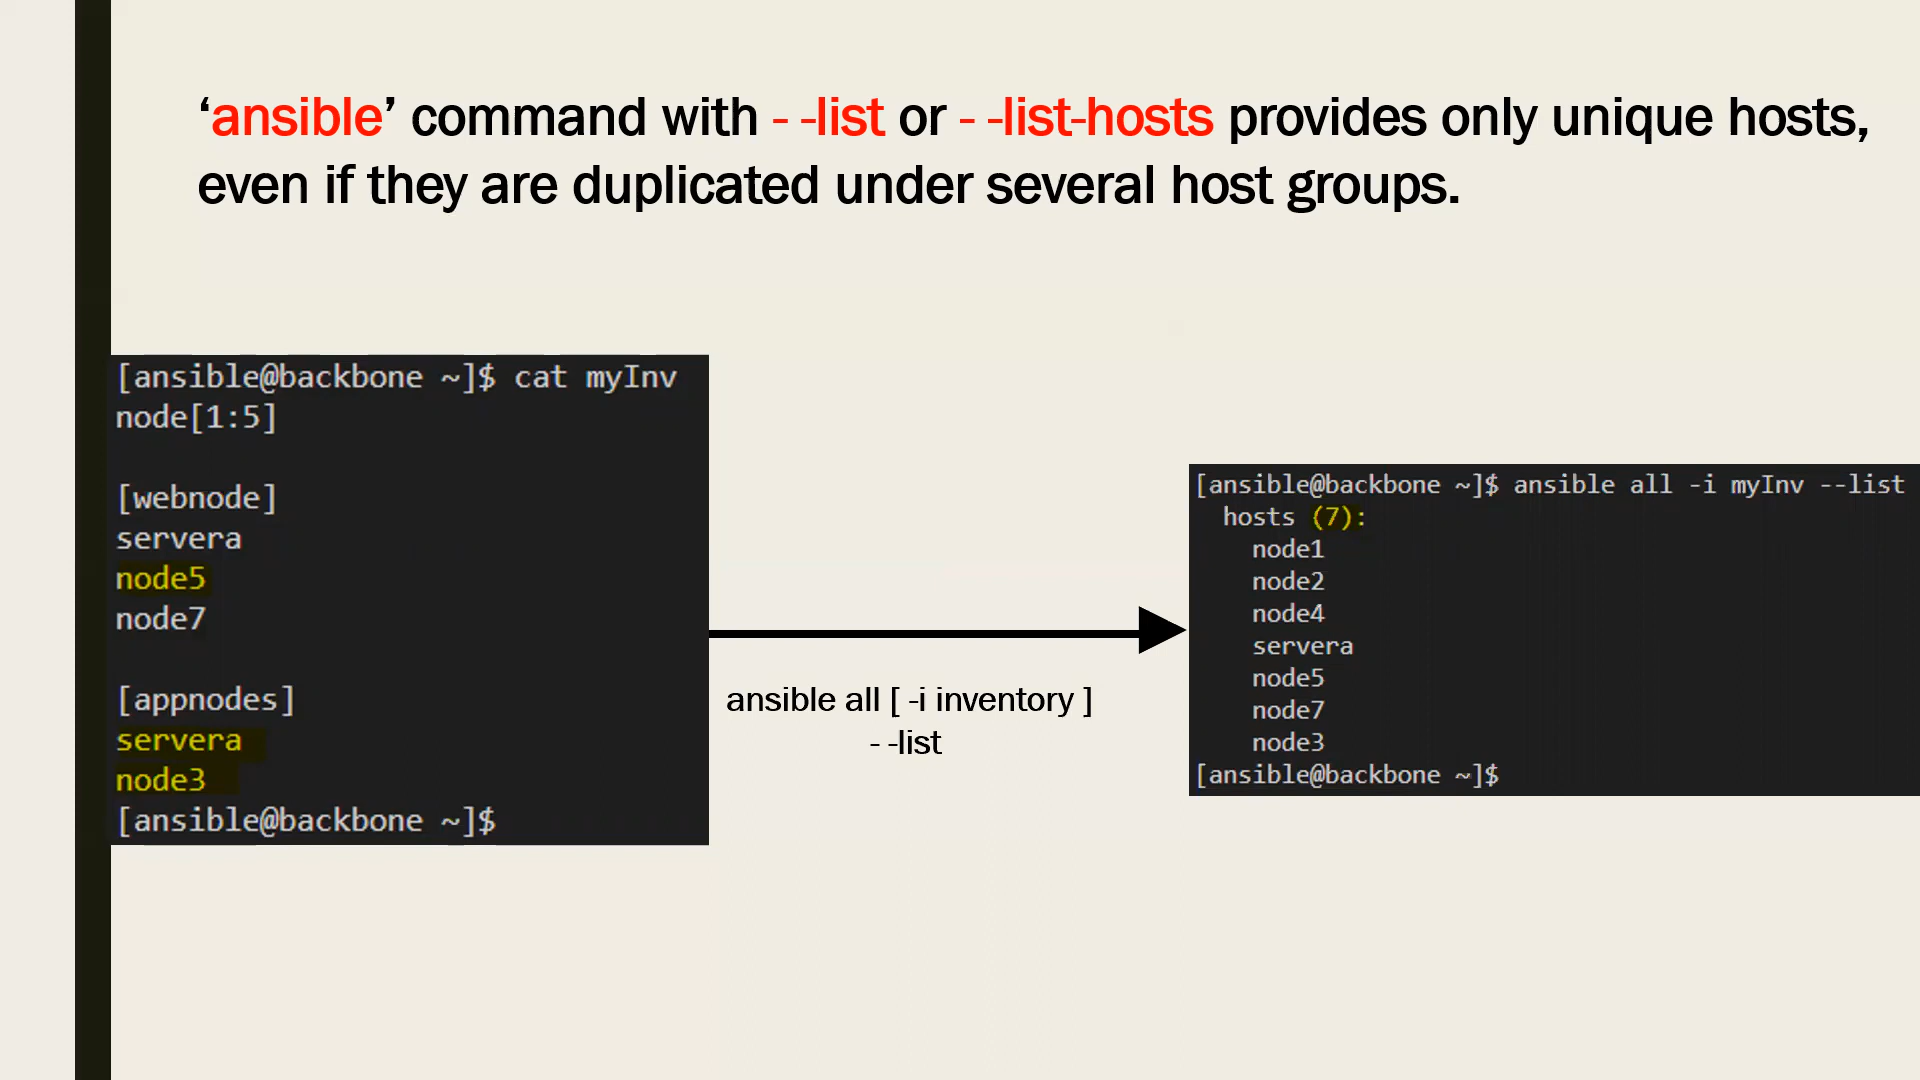 ‘ansible’ command with - -list or - -list-hosts provides only unique hosts,
even if they are duplicated under several host groups.
[ansible@backbone ~]$ cat myInv
node[1:5]
[webnode]
servera
node5
node7
[appnodes]
servera
node3
[ansible@backbone ~]$
ansible all [ -i inventory ]
- -list
[ansible@backbone ~]$ ansible all -i myInv --list
hosts (7):
node1
node2
node4
servera
node5
node7
node3
[ansible@backbone ~]$